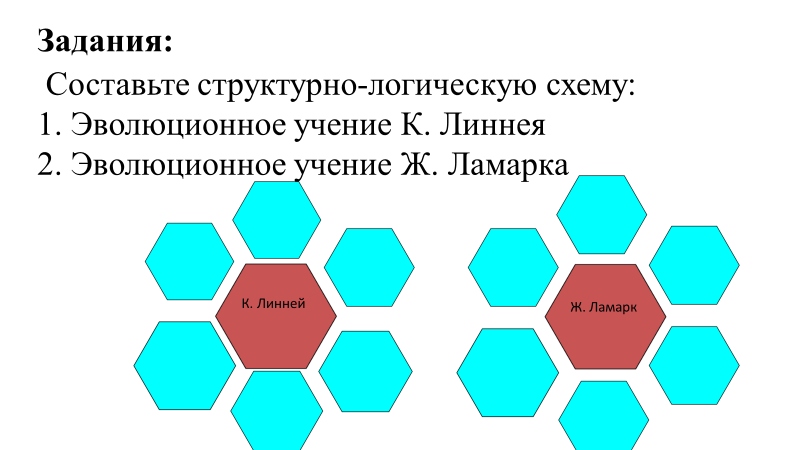 Задания:
Составьте структурно-логическую схему:
1. Эволюционное учение К. Линнея
2. Эволюционное учение Ж. Ламарка
К. Линней
Ж. Ламарк